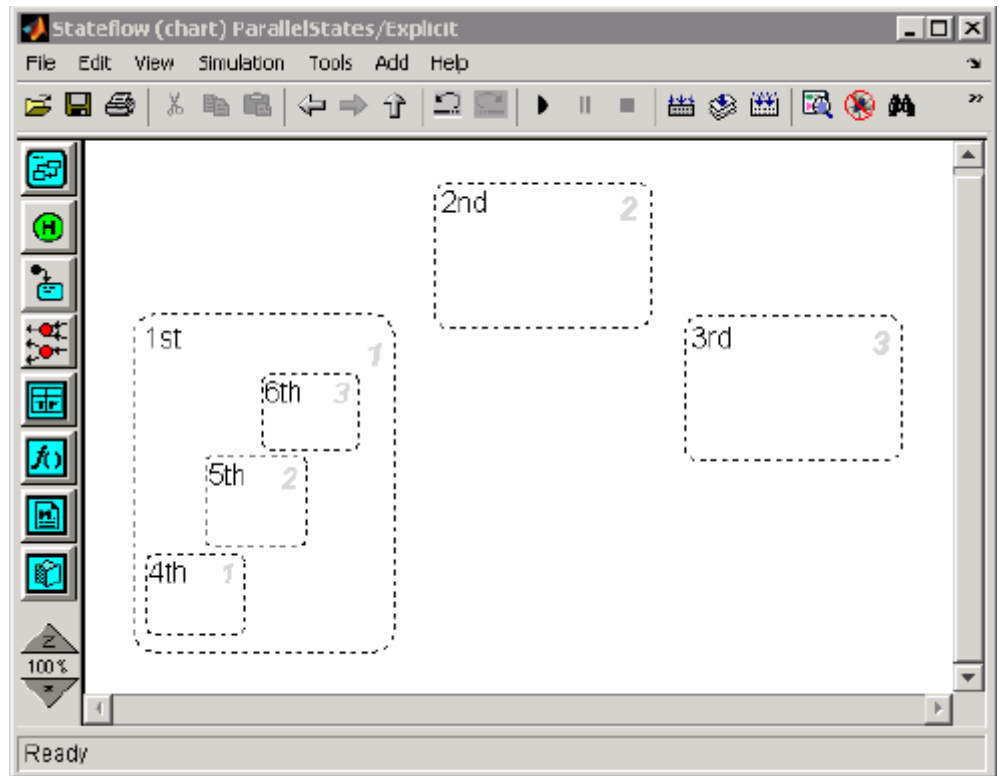 Stateflow (chart) ParallelStates/Explicit
File Edit View Simulation Tools Add Help
2nd 2
1st 1
3rd 3
6th 3
5th 2
4th 1
100%
Ready